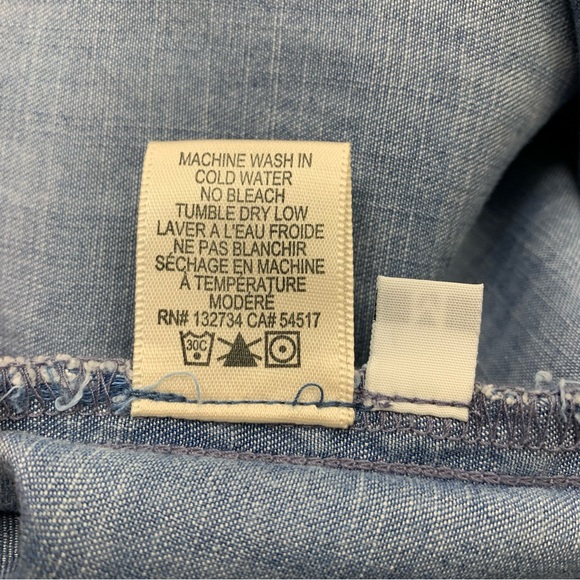 MACHINE WASH IN
COLD WATER
NO BLEACH
TUMBLE DRY LOW
LAVER A L'EAU FROIDE
NE PAS BLANCHIR
SÉCHAGE EN MACHINE
À TEMPÉRATURE
MODÉRÉ
RN# 132734 CA# 54517
30C